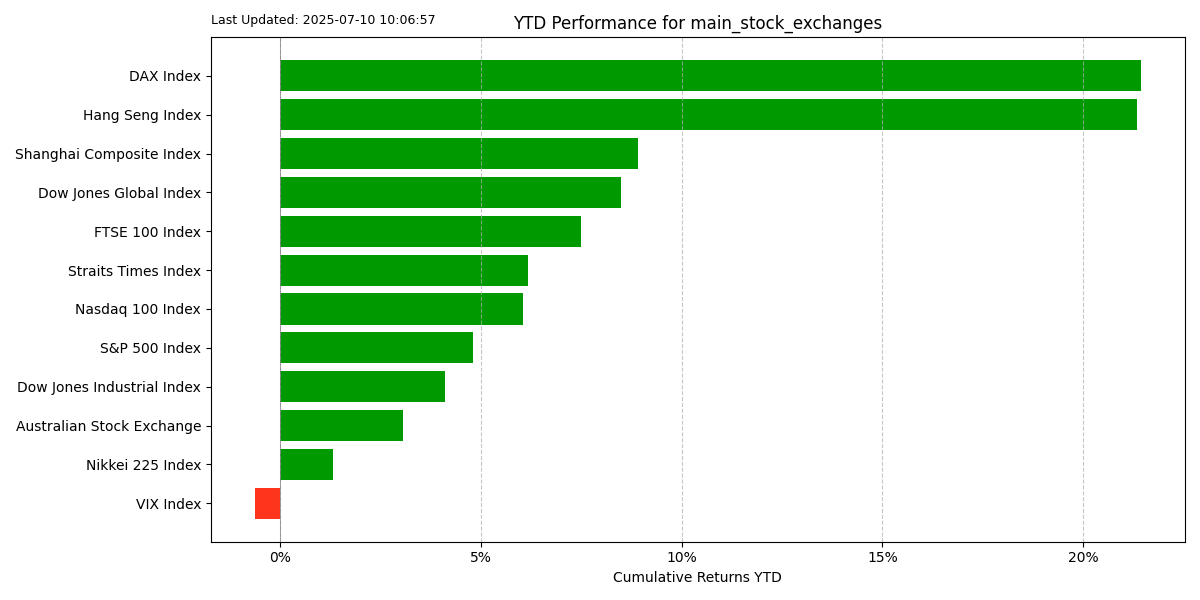 Last Updated: 2025-07-10 10:06:57
YTD Performance for main_stock_exchanges
DAX Index
Hang Seng Index
Shanghai Composite Index
Dow Jones Global Index
FTSE 100 Index
Straits Times Index
Nasdaq 100 Index
S&P 500 Index
Dow Jones Industrial Index
Australian Stock Exchange
Nikkei 225 Index
VIX Index
0% 5% 10% 15% 20%
Cumulative Returns YTD